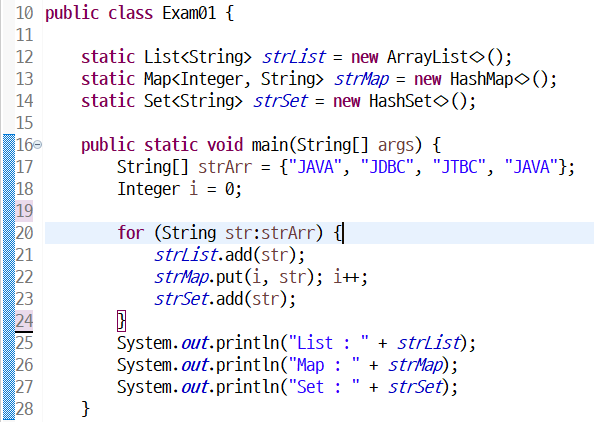 10 public class Exam01 {
11
12     static List<String> strList = new ArrayList<>();
13     static Map<Integer, String> strMap = new HashMap<>();
14     static Set<String> strSet = new HashSet<>();
15
16     public static void main(String[] args) {
17         String[] strArr = {"JAVA", "JDBC", "JTBC", "JAVA"};
18         Integer i = 0;
19
20         for (String str:strArr) {
21             strList.add(str);
22             strMap.put(i, str); i++;
23             strSet.add(str);
24         }
25         System.out.println("List : " + strList);
26         System.out.println("Map : " + strMap);
27         System.out.println("Set : " + strSet);
28     }